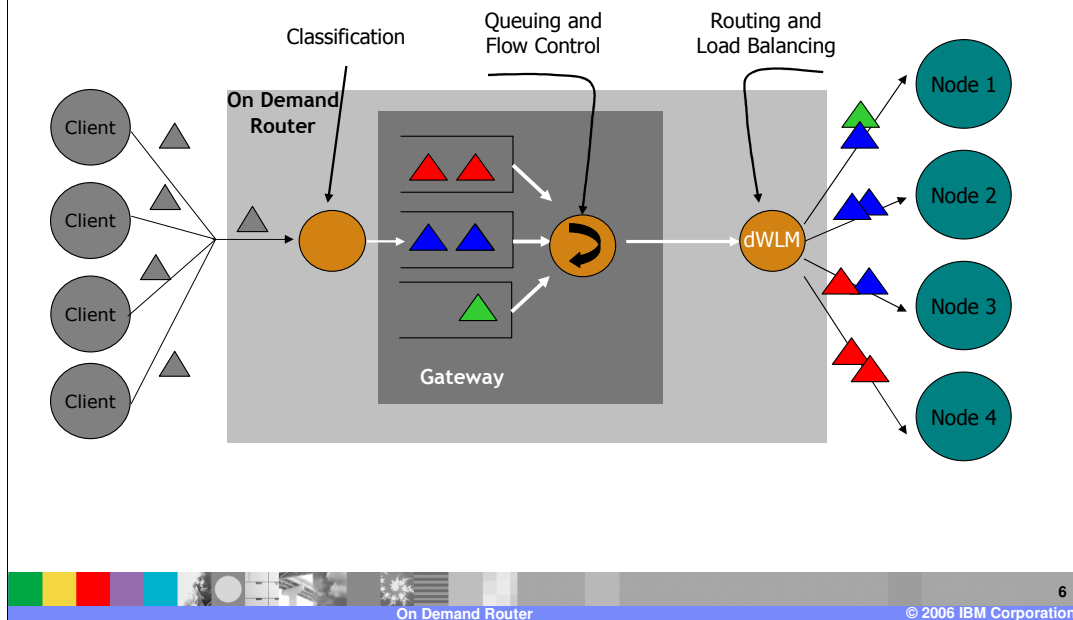 Classification
Queuing and
Flow Control
Routing and
Load Balancing
On Demand
Router
Client
Client
Client
Client
Gateway
dWLM
Node 1
Node 2
Node 3
Node 4
6
On Demand Router
© 2006 IBM Corporation